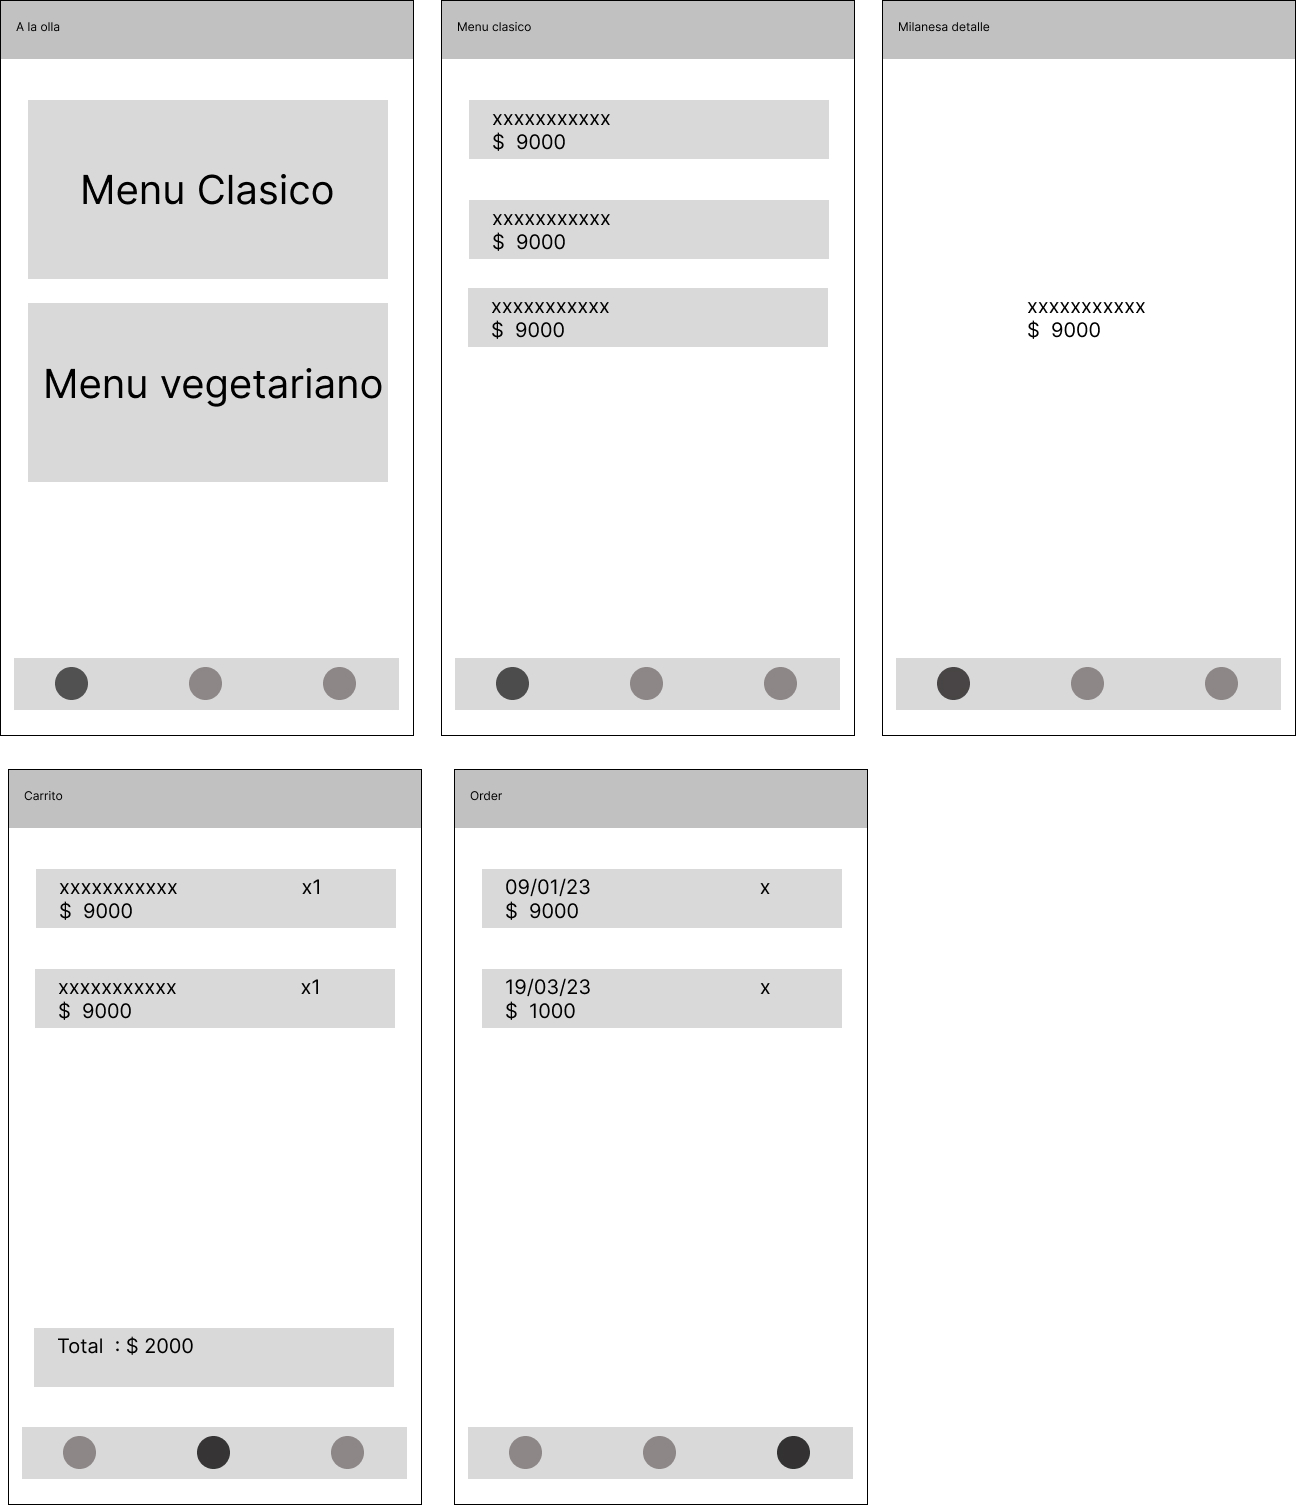 A la olla
Menu Clasico
Menu vegetariano
Menu clasico
xxxxxxxxxxx
$  9000
xxxxxxxxxxx
$  9000
xxxxxxxxxxx
$  9000
Milanesa detalle
xxxxxxxxxxx
$  9000
Carrito
xxxxxxxxxxx x1
$  9000
xxxxxxxxxxx x1
$  9000
Total  : $ 2000
Order
09/01/23 x
$  9000
19/03/23 x
$  1000